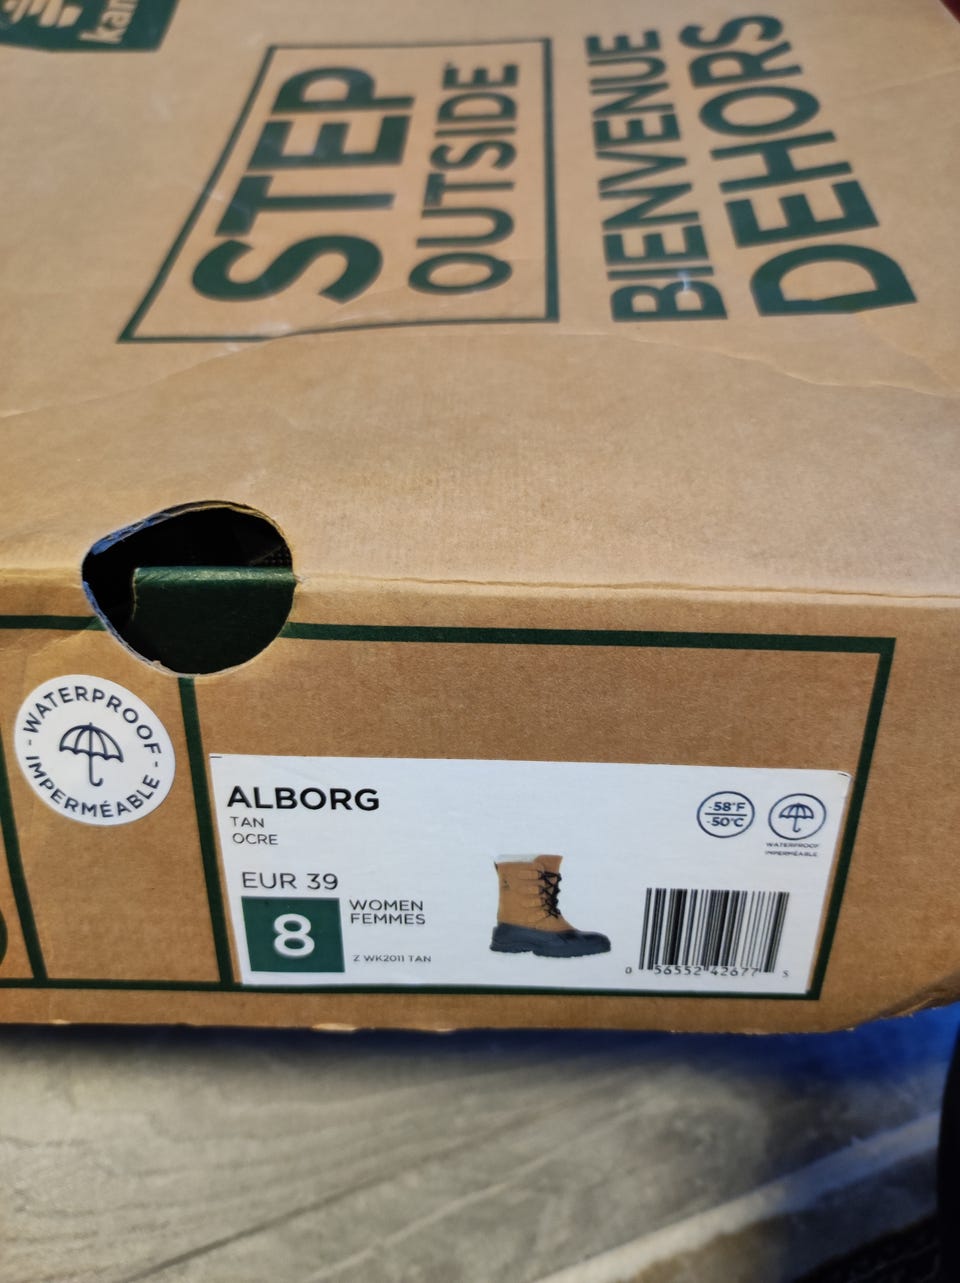 STEP
OUTSIDE
BIENVENUE
DEHORS
- WATERPROOF -
IMPERMÉABLE
ALBORG
TAN
OCRE
EUR 39
8
WOMEN
FEMMES
Z WK2011 TAN
-58°F
-50°C
WATERPROOF
IMPERMÉABLE
0 56552 42677 5